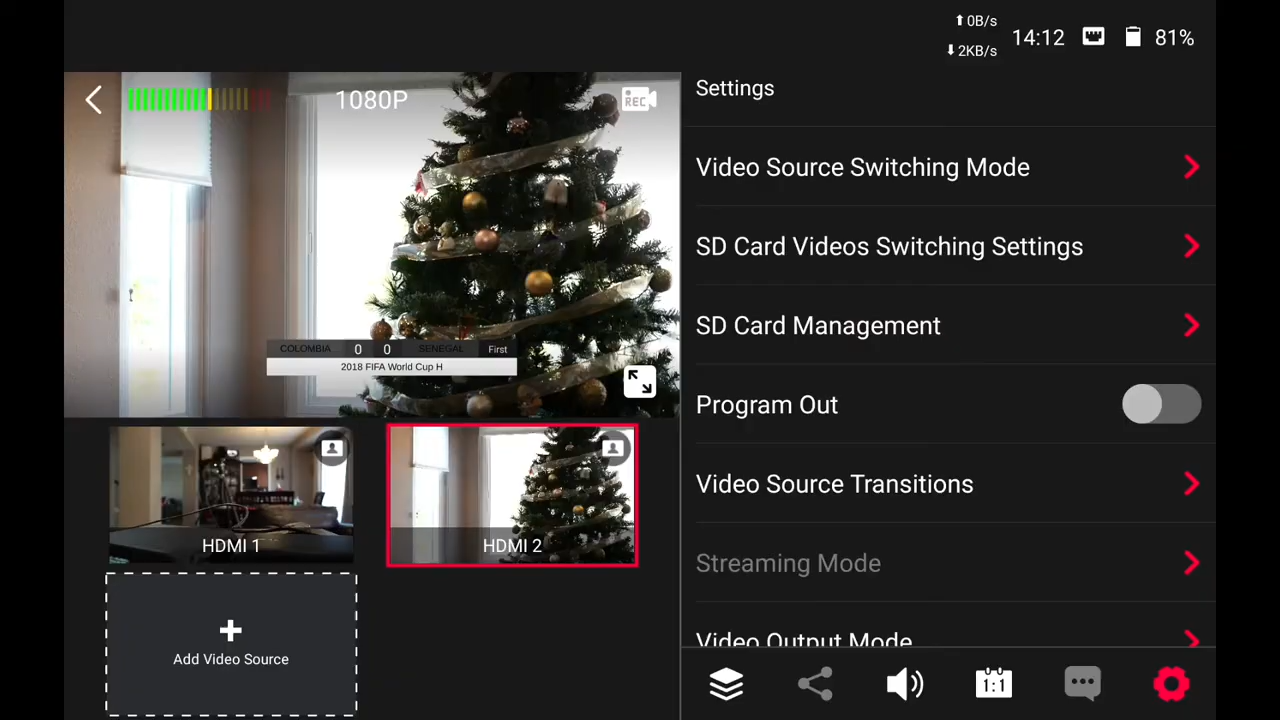 0B/s
2KB/s
14:12
81%
1080P
REC
COLOMBIA 0 0 SENEGAL First
2018 FIFA World Cup H
HDMI 1
HDMI 2
+
Add Video Source
Settings
Video Source Switching Mode
SD Card Videos Switching Settings
SD Card Management
Program Out
Video Source Transitions
Streaming Mode
Video Output Mode
1:1